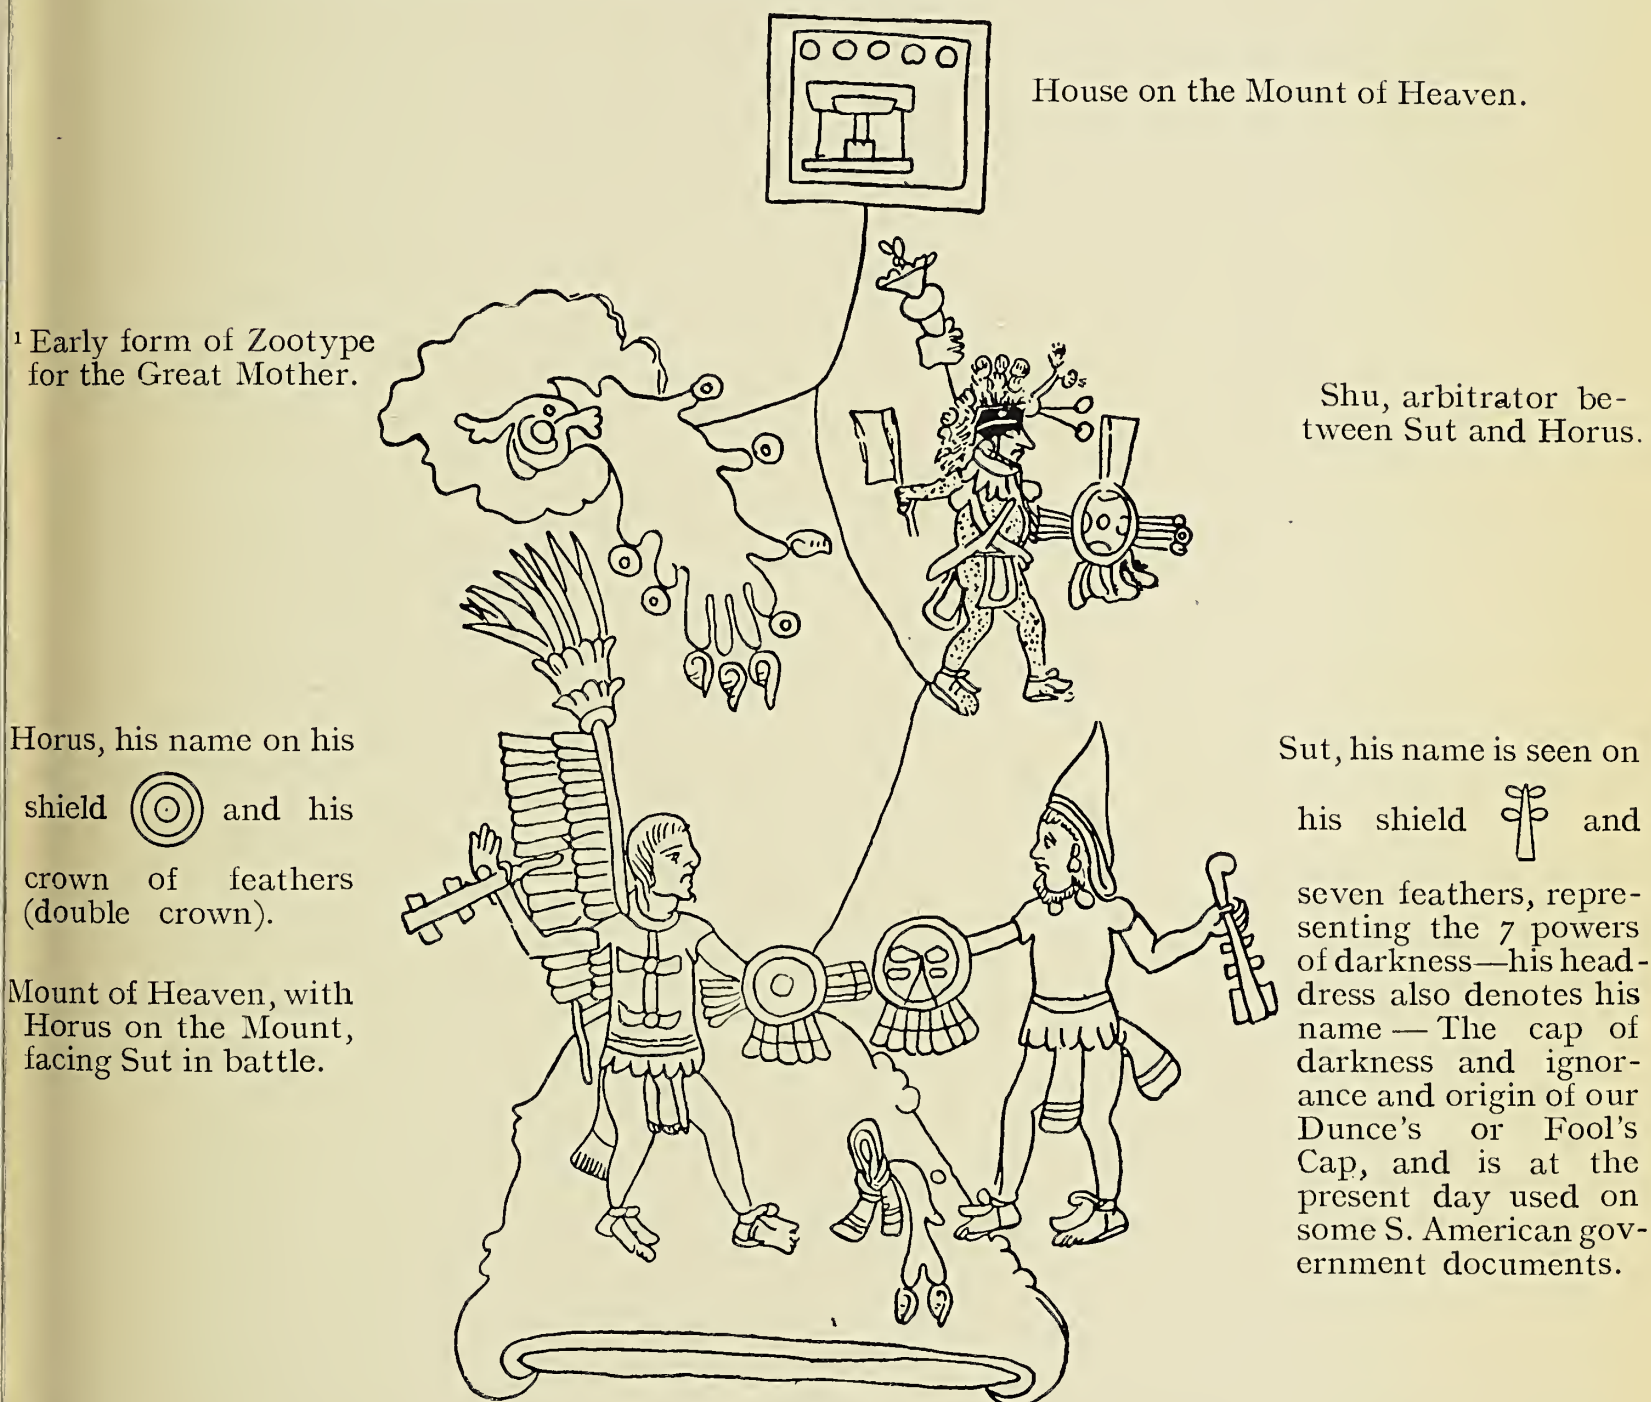 House on the Mount of Heaven.
¹ Early form of Zootype
for the Great Mother.
Shu, arbitrator be-
tween Sut and Horus.
Horus, his name on his
shield and his
crown of feathers
(double crown).
Mount of Heaven, with
Horus on the Mount,
facing Sut in battle.
Sut, his name is seen on
his shield and
seven feathers, repre-
senting the 7 powers
of darkness—his head-
dress also denotes his
name — The cap of
darkness and ignor-
ance and origin of our
Dunce's or Fool's
Cap, and is at the
present day used on
some S. American gov-
ernment documents.